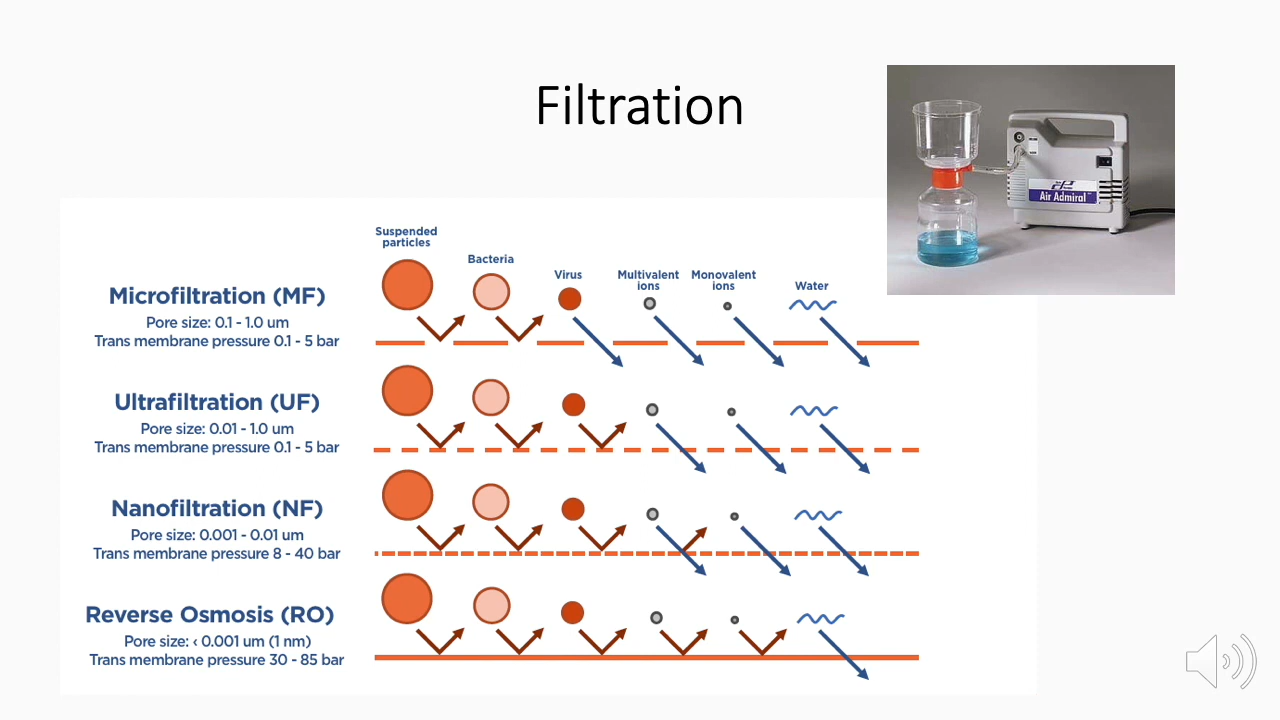 Filtration
Air Admiral
Suspended
particles
Bacteria
Virus
Multivalent
ions
Monovalent
ions
Water
Microfiltration (MF)
Pore size: 0.1 - 1.0 um
Trans membrane pressure 0.1 - 5 bar
Ultrafiltration (UF)
Pore size: 0.01 - 1.0 um
Trans membrane pressure 0.1 - 5 bar
Nanofiltration (NF)
Pore size: 0.001 - 0.01 um
Trans membrane pressure 8 - 40 bar
Reverse Osmosis (RO)
Pore size: < 0.001 um (1 nm)
Trans membrane pressure 30 - 85 bar